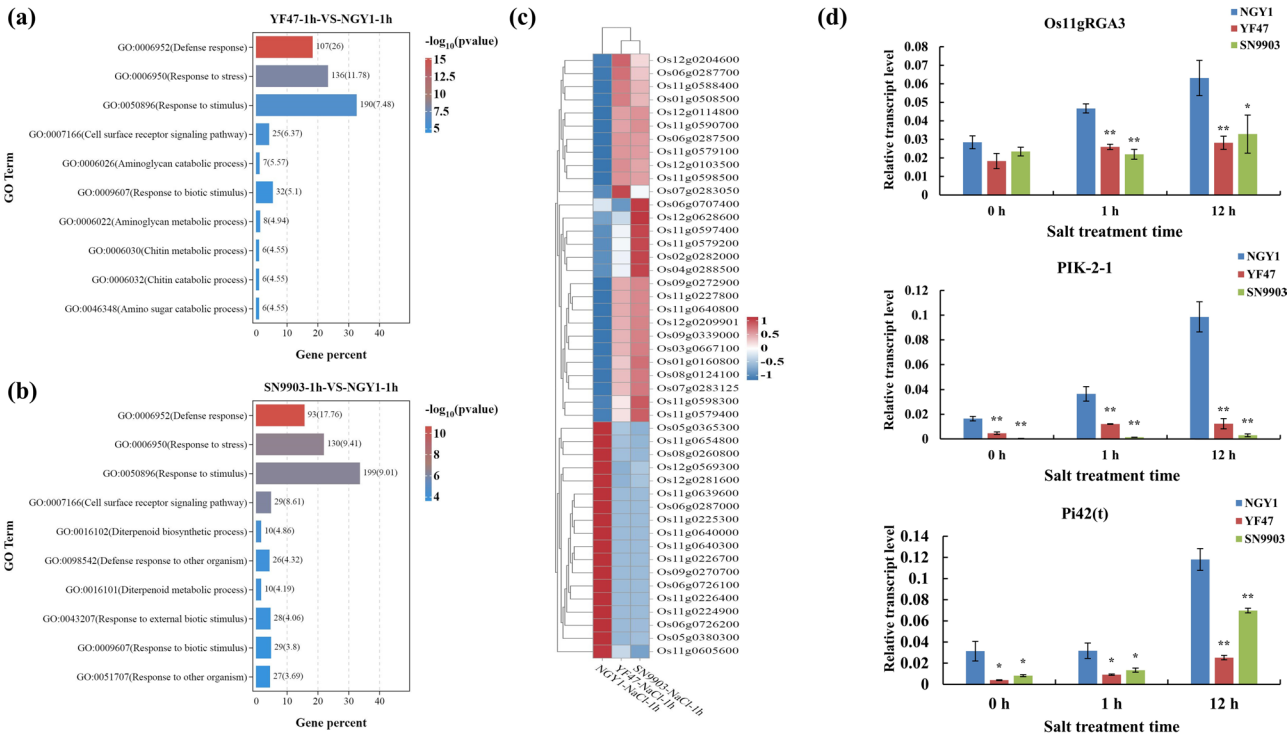 (a)
YF47-1h-VS-NGY1-1h
GO Term
GO:0006952(Defense response)
107(26)
GO:0006950(Response to stress)
136(11.78)
GO:0050896(Response to stimulus)
190(7.48)
GO:0007166(Cell surface receptor signaling pathway)
25(6.37)
GO:0006026(Aminoglycan catabolic process)
7(5.57)
GO:0009607(Response to biotic stimulus)
32(5.1)
GO:0006022(Aminoglycan metabolic process)
8(4.94)
GO:0006030(Chitin metabolic process)
6(4.55)
GO:0006032(Chitin catabolic process)
6(4.55)
GO:0046348(Amino sugar catabolic process)
6(4.55)
0 10 20 30 40
Gene percent
-log10(pvalue)
15.0
12.5
10.0
7.5
5.0
(b)
SN9903-1h-VS-NGY1-1h
GO Term
GO:0006952(Defense response)
93(17.76)
GO:0006950(Response to stress)
130(9.41)
GO:0050896(Response to stimulus)
199(9.01)
GO:0007166(Cell surface receptor signaling pathway)
29(8.61)
GO:0016102(Diterpenoid biosynthetic process)
10(4.86)
GO:0098542(Defense response to other organism)
26(4.32)
GO:0016101(Diterpenoid metabolic process)
10(4.19)
GO:0043207(Response to external biotic stimulus)
28(4.06)
GO:0009607(Response to biotic stimulus)
29(3.8)
GO:0051707(Response to other organism)
27(3.69)
0 10 20 30 40
Gene percent
-log10(pvalue)
10
8
6
4
(c)
Os12g0204600
Os06g0287700
Os11g0588400
Os01g0508500
Os12g0114800
Os11g0590700
Os06g0287500
Os11g0579100
Os12g0103500
Os11g0598500
Os07g0283050
Os06g0707400
Os12g0628600
Os11g0597400
Os11g0579200
Os02g0282000
Os04g0288500
Os09g0272900
Os11g0227800
Os11g0640800
Os12g0209901
Os09g0339000
Os03g0667100
Os01g0160800
Os08g0124100
Os07g0283125
Os11g0598300
Os11g0579400
Os05g0365300
Os11g0654800
Os08g0260800
Os12g0569300
Os12g0281600
Os11g0639600
Os06g0287000
Os11g0225300
Os11g0640000
Os11g0640300
Os11g0226700
Os09g0270700
Os06g0726100
Os11g0226400
Os11g0224900
Os06g0726200
Os05g0380300
Os11g0605600
1
0.5
0
-0.5
-1
NGY1-NaCl-1h
YF47-NaCl-1h
SN9903-NaCl-1h
(d)
Os11gRGA3
NGY1
YF47
SN9903
Relative transcript level
0.08
0.07
0.06
0.05
0.04
0.03
0.02
0.01
0
** **
** *
0 h 1 h 12 h
Salt treatment time
PIK-2-1
NGY1
YF47
SN9903
Relative transcript level
0.12
0.1
0.08
0.06
0.04
0.02
0
** **
** **
** **
0 h 1 h 12 h
Salt treatment time
Pi42(t)
NGY1
YF47
SN9903
Relative transcript level
0.14
0.12
0.1
0.08
0.06
0.04
0.02
0
* *
* *
** **
0 h 1 h 12 h
Salt treatment time